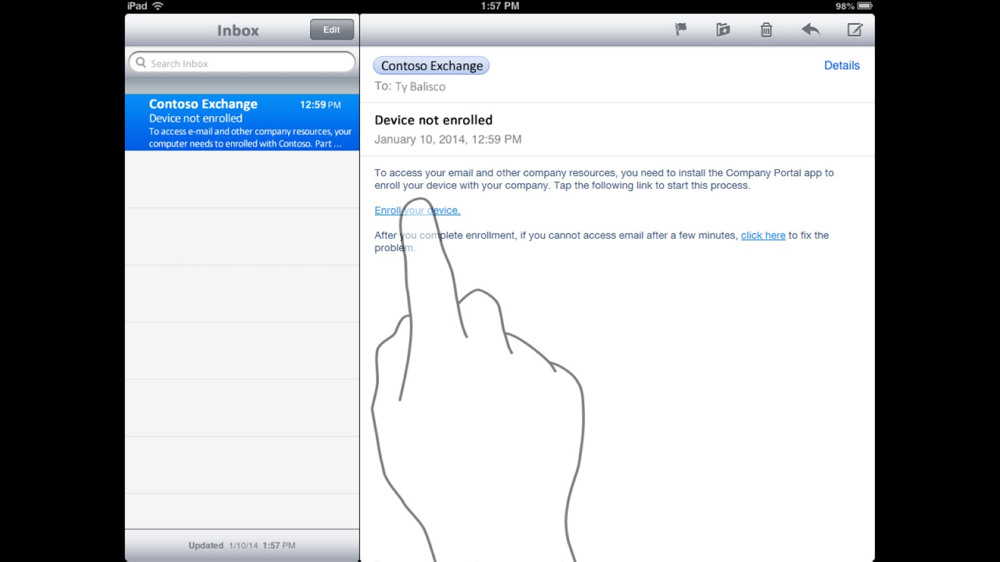 iPad
1:57 PM
98%
Inbox
Edit
Search Inbox
Contoso Exchange
12:59 PM
Device not enrolled
To access e-mail and other company resources, your
computer needs to enrolled with Contoso. Part ...
Updated 1/10/14 1:57 PM
Contoso Exchange
Details
To: Ty Balisco
Device not enrolled
January 10, 2014, 12:59 PM
To access your email and other company resources, you need to install the Company Portal app to
enroll your device with your company. Tap the following link to start this process.
Enroll your device.
After you complete enrollment, if you cannot access email after a few minutes, click here to fix the
problem.